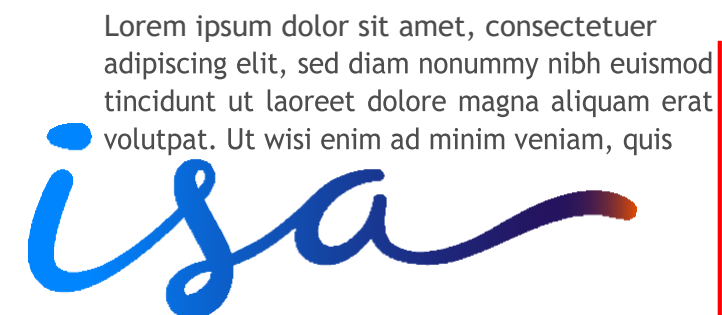 Lorem ipsum dolor sit amet, consectetuer
adipiscing elit, sed diam nonummy nibh euismod
tincidunt ut laoreet dolore magna aliquam erat
volutpat. Ut wisi enim ad minim veniam, quis
isa